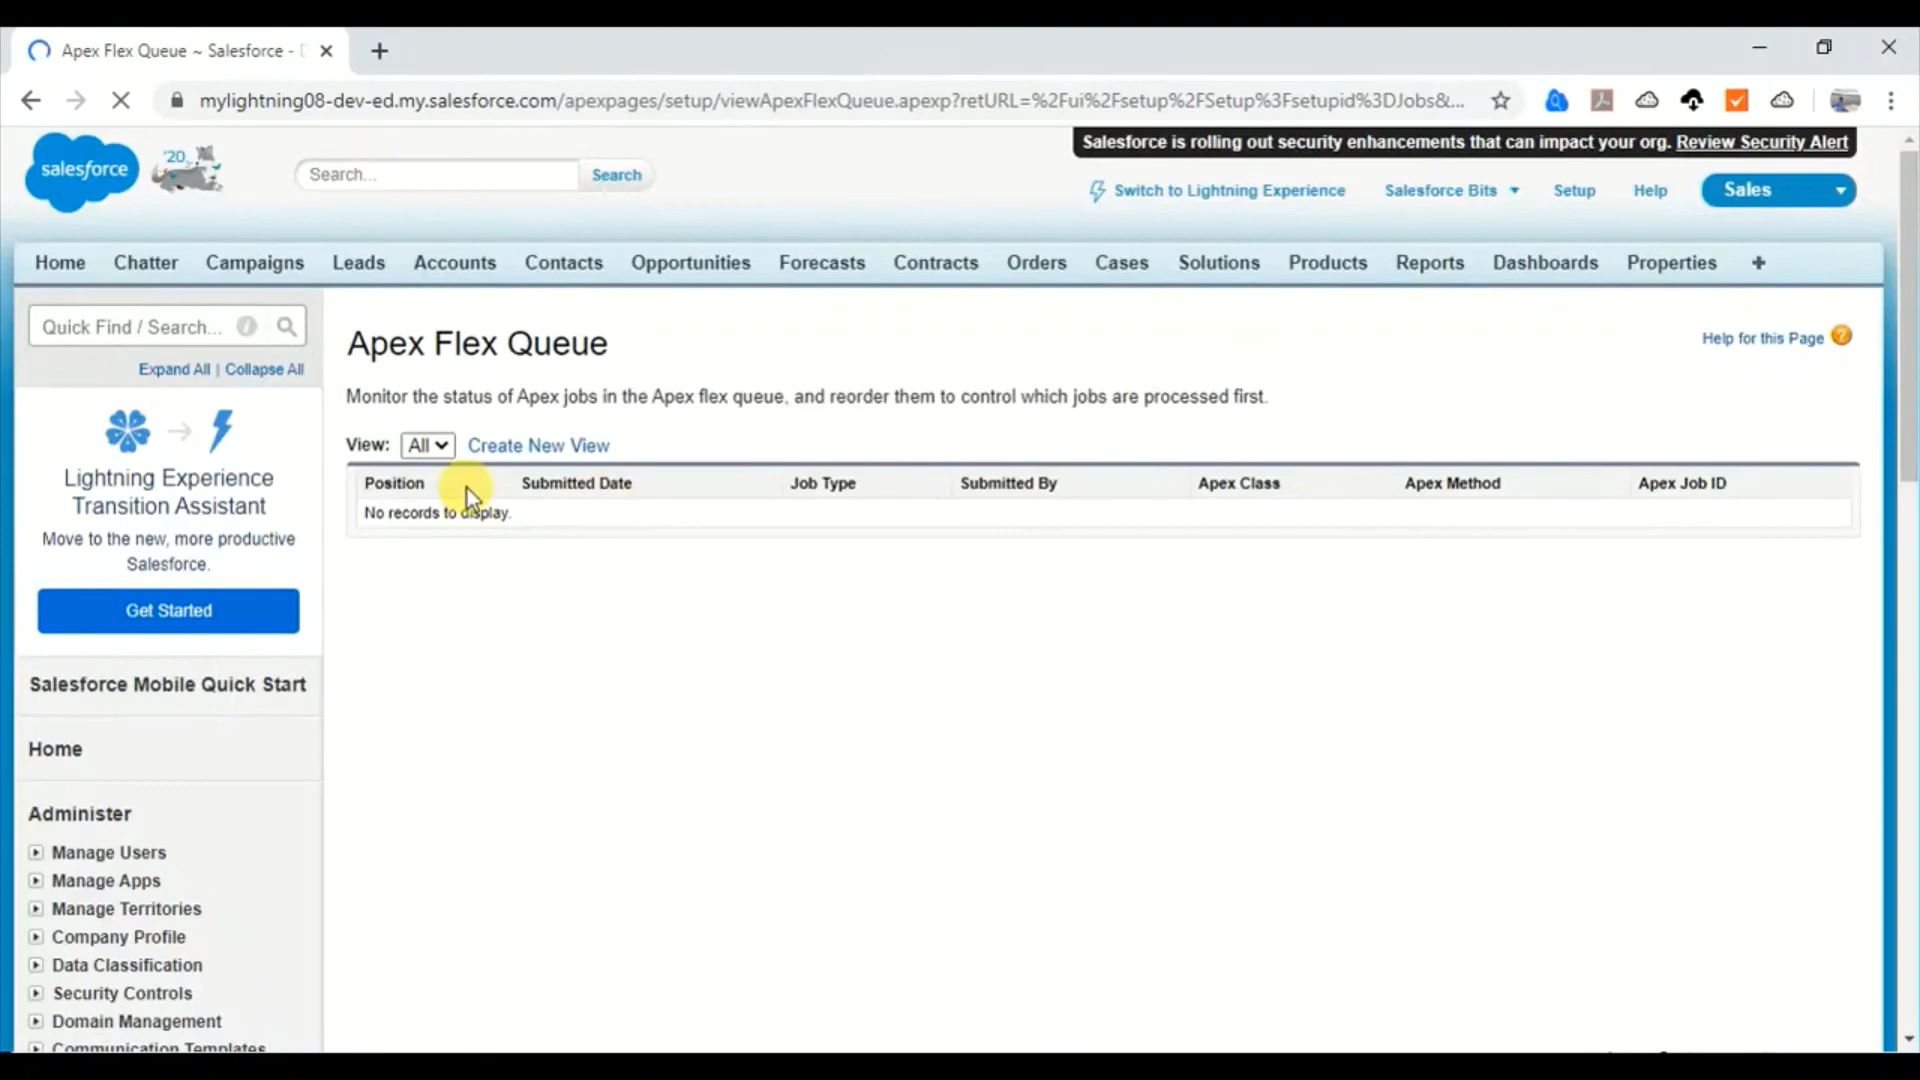 Apex Flex Queue ~ Salesforce - D
mylightning08-dev-ed.my.salesforce.com/apexpages/setup/viewApexFlexQueue.apexp?retURL=%2Fui%2Fsetup%2FSetup%3Fsetupid%3DJobs&...
Salesforce is rolling out security enhancements that can impact your org. Review Security Alert
salesforce
'20
Search...
Search
Switch to Lightning Experience
Salesforce Bits
Setup
Help
Sales
Home Chatter Campaigns Leads Accounts Contacts Opportunities Forecasts Contracts Orders Cases Solutions Products Reports Dashboards Properties +
Quick Find / Search...
Expand All | Collapse All
Lightning Experience
Transition Assistant
Move to the new, more productive
Salesforce.
Get Started
Salesforce Mobile Quick Start
Home
Administer
Manage Users
Manage Apps
Manage Territories
Company Profile
Data Classification
Security Controls
Domain Management
Communication Templates
Apex Flex Queue
Help for this Page ?
Monitor the status of Apex jobs in the Apex flex queue, and reorder them to control which jobs are processed first.
View: All Create New View
Position Submitted Date Job Type Submitted By Apex Class Apex Method Apex Job ID
No records to display.